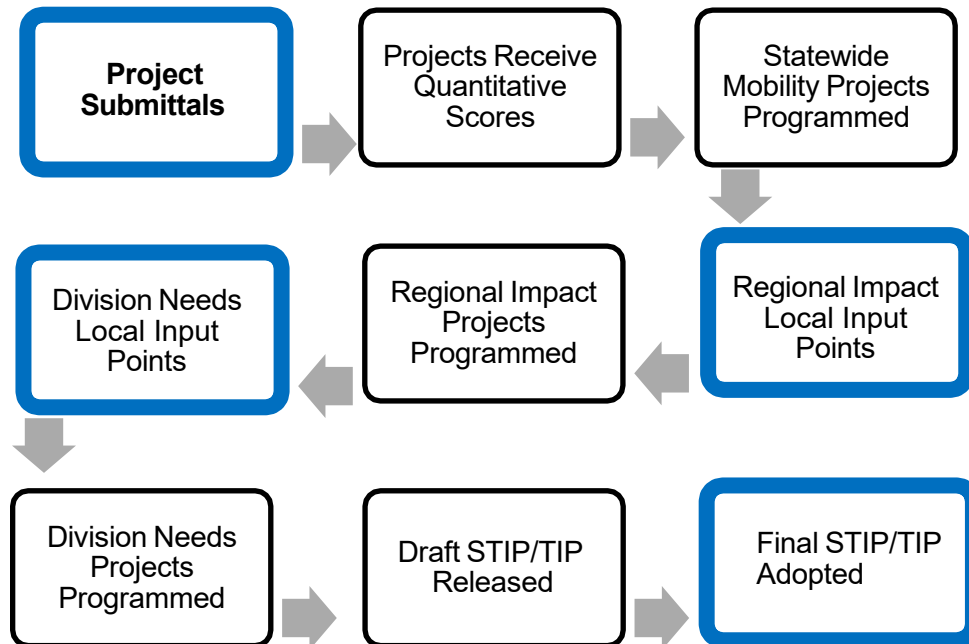 Project
Submittals
Projects Receive
Quantitative
Scores
Statewide
Mobility Projects
Programmed
Regional Impact
Local Input
Points
Regional Impact
Projects
Programmed
Division Needs
Local Input
Points
Division Needs
Projects
Programmed
Draft STIP/TIP
Released
Final STIP/TIP
Adopted